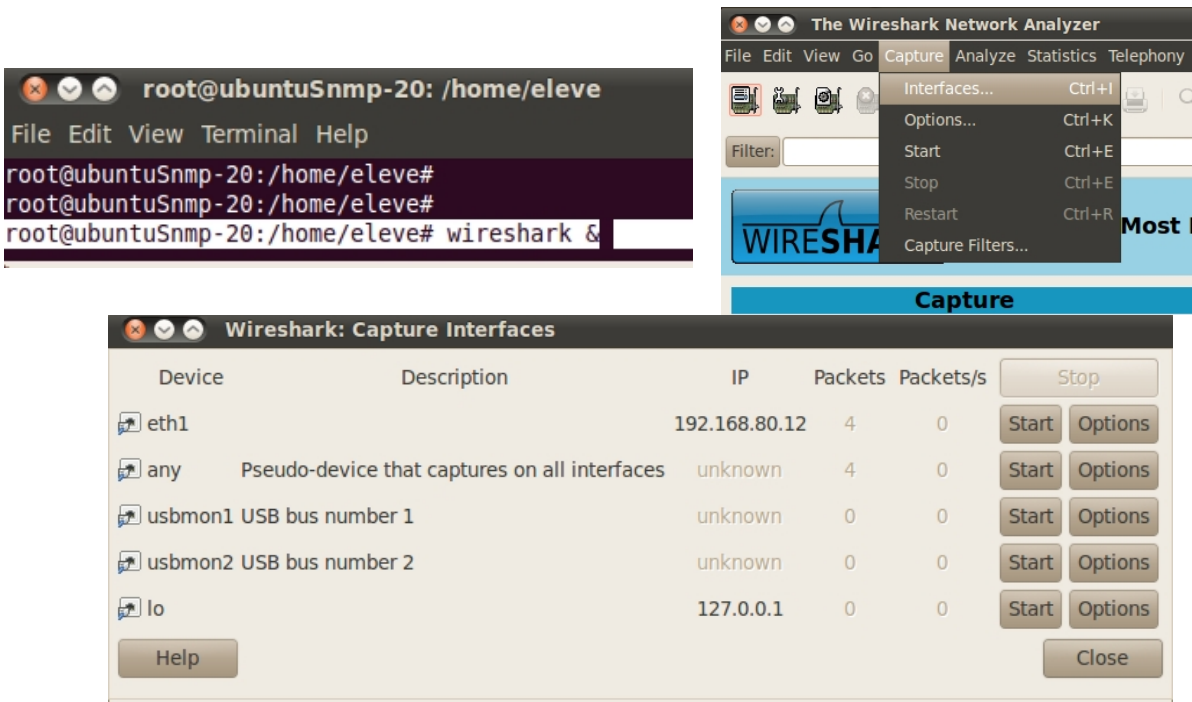 root@ubuntuSnmp-20: /home/eleve
File Edit View Terminal Help
root@ubuntuSnmp-20:/home/eleve#
root@ubuntuSnmp-20:/home/eleve#
root@ubuntuSnmp-20:/home/eleve# wireshark &
The Wireshark Network Analyzer
File Edit View Go Capture Analyze Statistics Telephony
Interfaces... Ctrl+I
Options... Ctrl+K
Filter:
Start Ctrl+E
Stop Ctrl+E
Restart Ctrl+R
Capture Filters...
WIRESHA
Most
Capture
Wireshark: Capture Interfaces
Device Description IP Packets Packets/s Stop
eth1 192.168.80.12 4 0 Start Options
any Pseudo-device that captures on all interfaces unknown 4 0 Start Options
usbmon1 USB bus number 1 unknown 0 0 Start Options
usbmon2 USB bus number 2 unknown 0 0 Start Options
lo 127.0.0.1 0 0 Start Options
Help Close